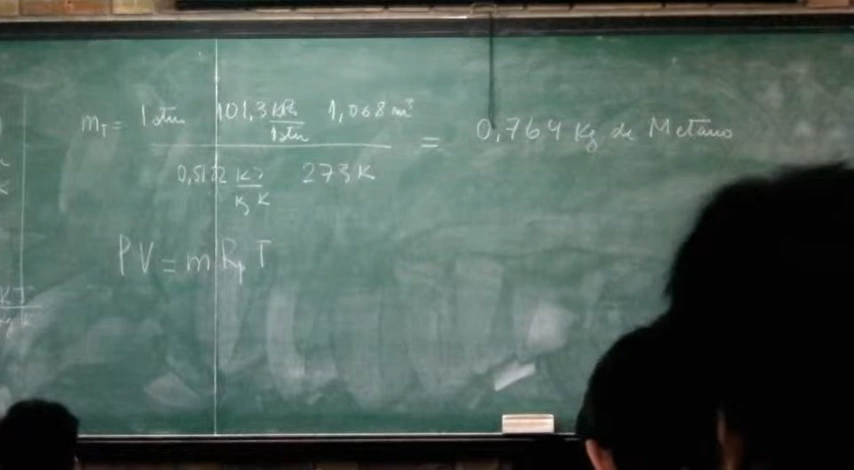 m_T = 1 atm 101,3 kPa/1 atm 1,068 m³ / 0,5182 KJ/kg K 273 K = 0,764 Kg de Metano
PV = m R_p T
KJ